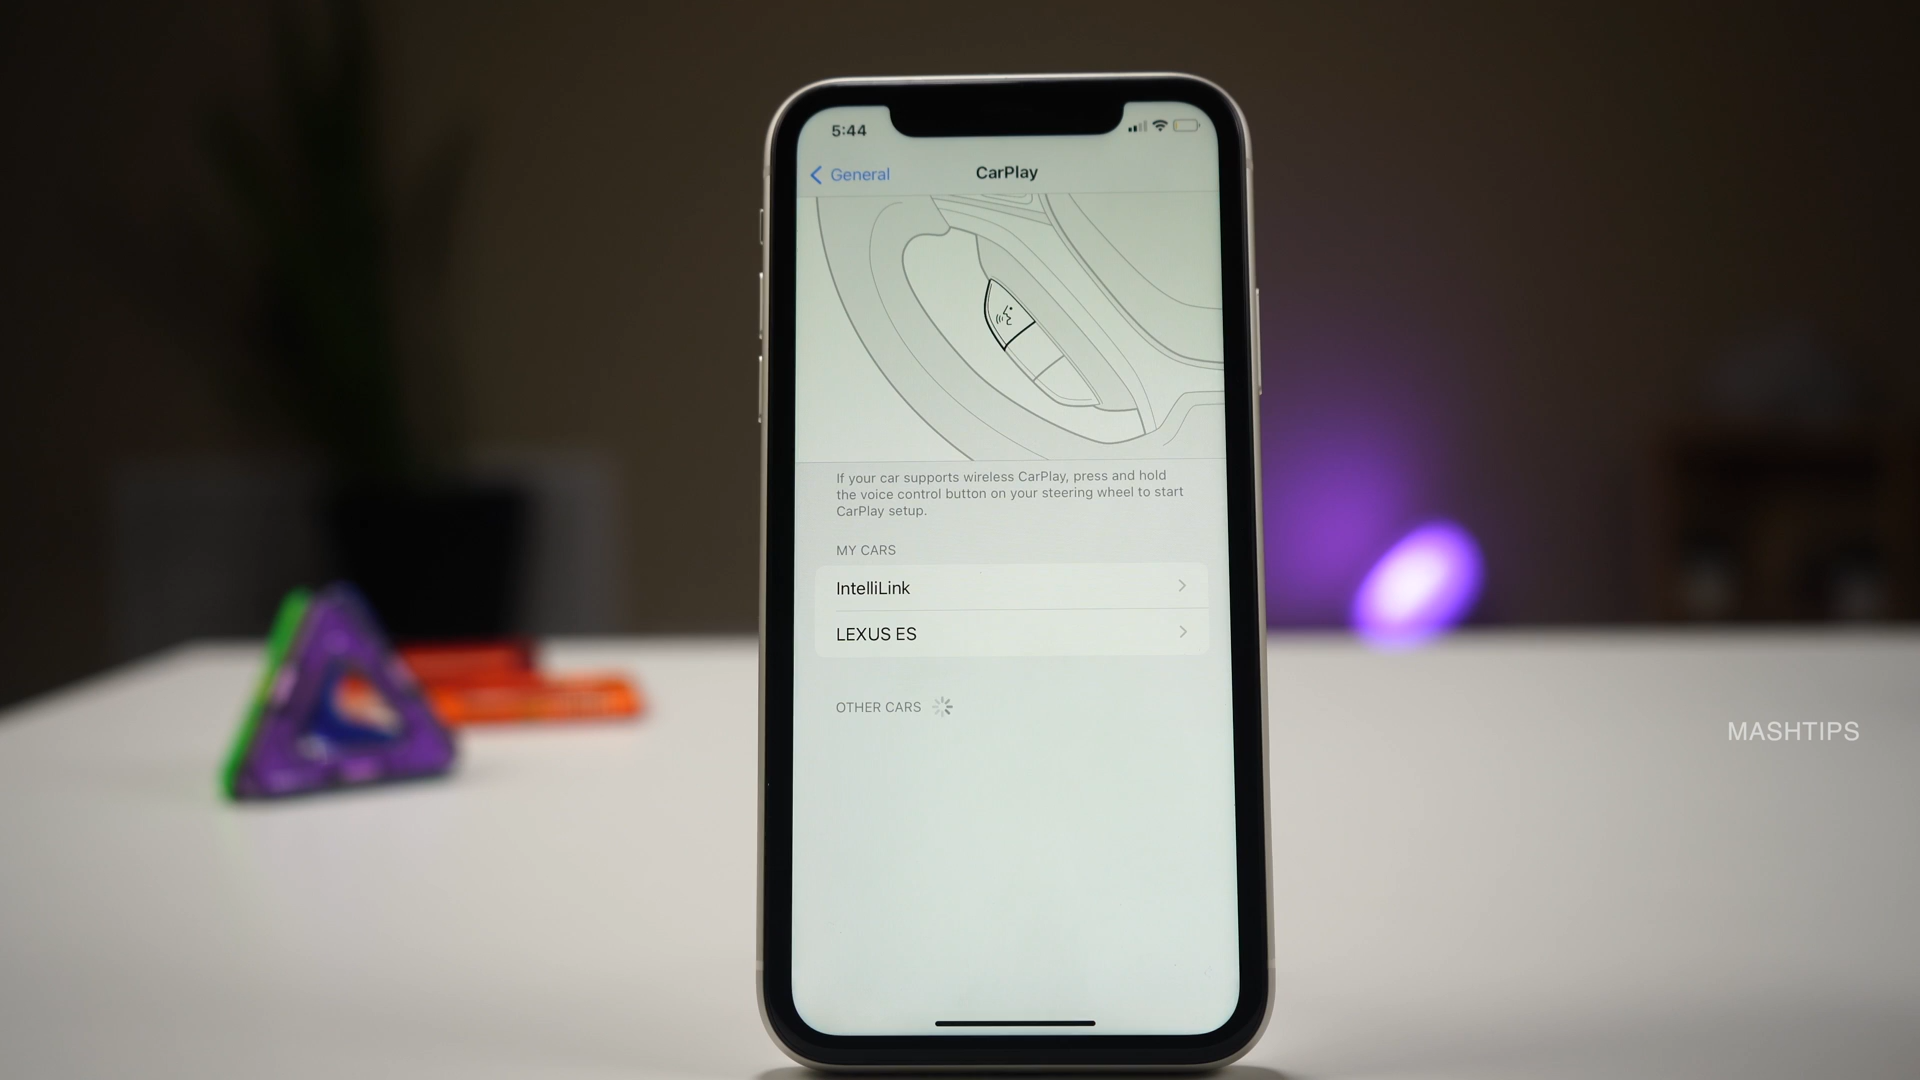 5:44
General
CarPlay
If your car supports wireless CarPlay, press and hold
the voice control button on your steering wheel to start
CarPlay setup.
MY CARS
IntelliLink
LEXUS ES
OTHER CARS
MASHTIPS